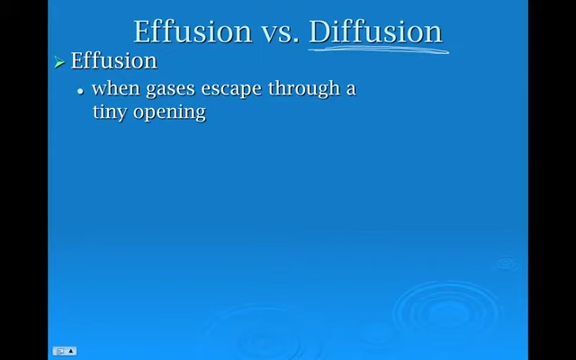 Effusion vs. Diffusion
Effusion
when gases escape through a
tiny opening